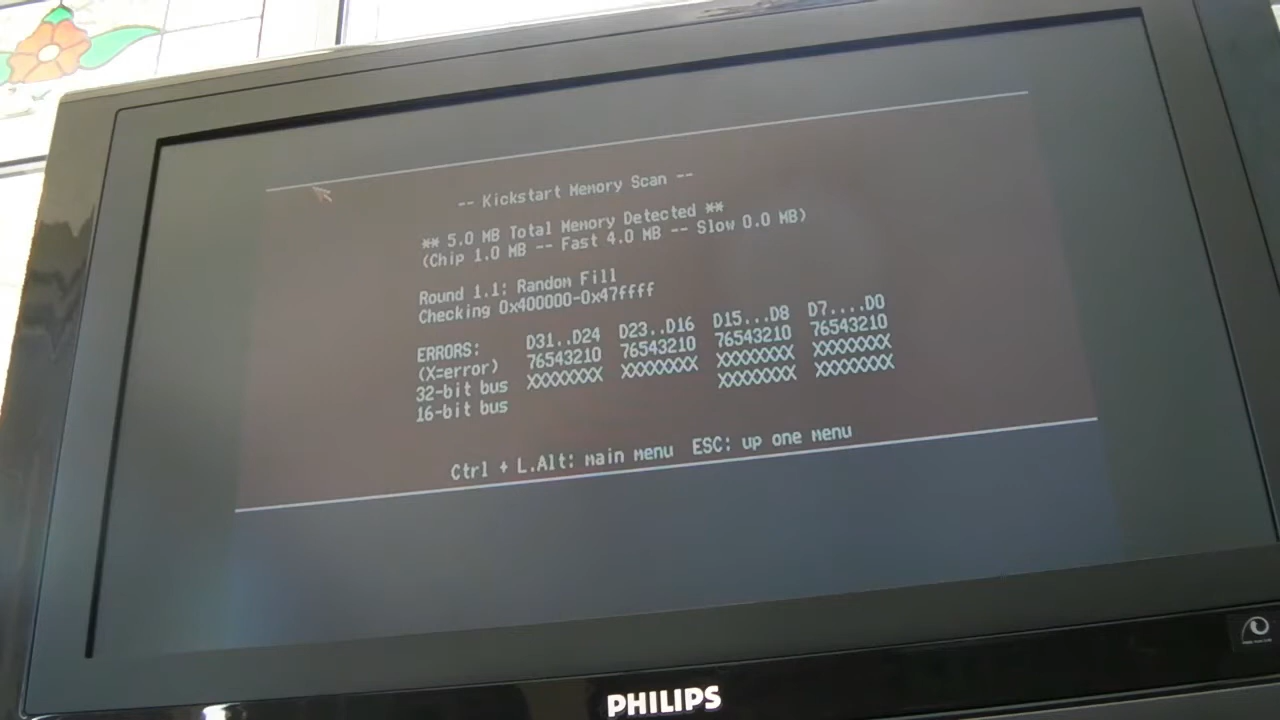 -- Kickstart Memory Scan --
** 5.0 MB Total Memory Detected **
(Chip 1.0 MB -- Fast 4.0 MB -- Slow 0.0 MB)
Round 1.1: Random Fill
Checking 0x400000-0x47ffff
ERRORS: D31..D24 D23..D16 D15...D8 D7....D0
(X=error) 76543210 76543210 76543210 76543210
32-bit bus XXXXXXXX XXXXXXXX XXXXXXXX XXXXXXXX
16-bit bus XXXXXXXX XXXXXXXX
Ctrl + L.Alt: main menu ESC: up one menu
PHILIPS